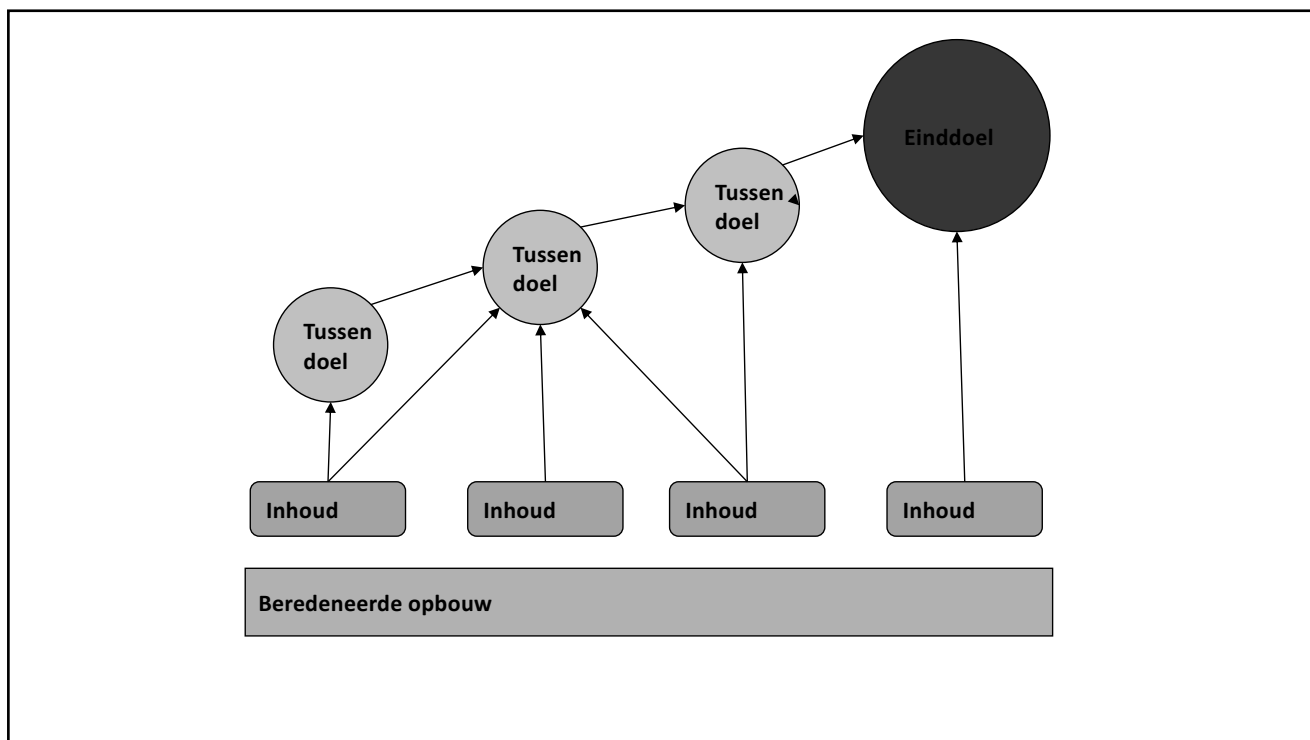 Einddoel
Tussen
doel
Tussen
doel
Tussen
doel
Inhoud
Inhoud
Inhoud
Inhoud
Beredeneerde opbouw